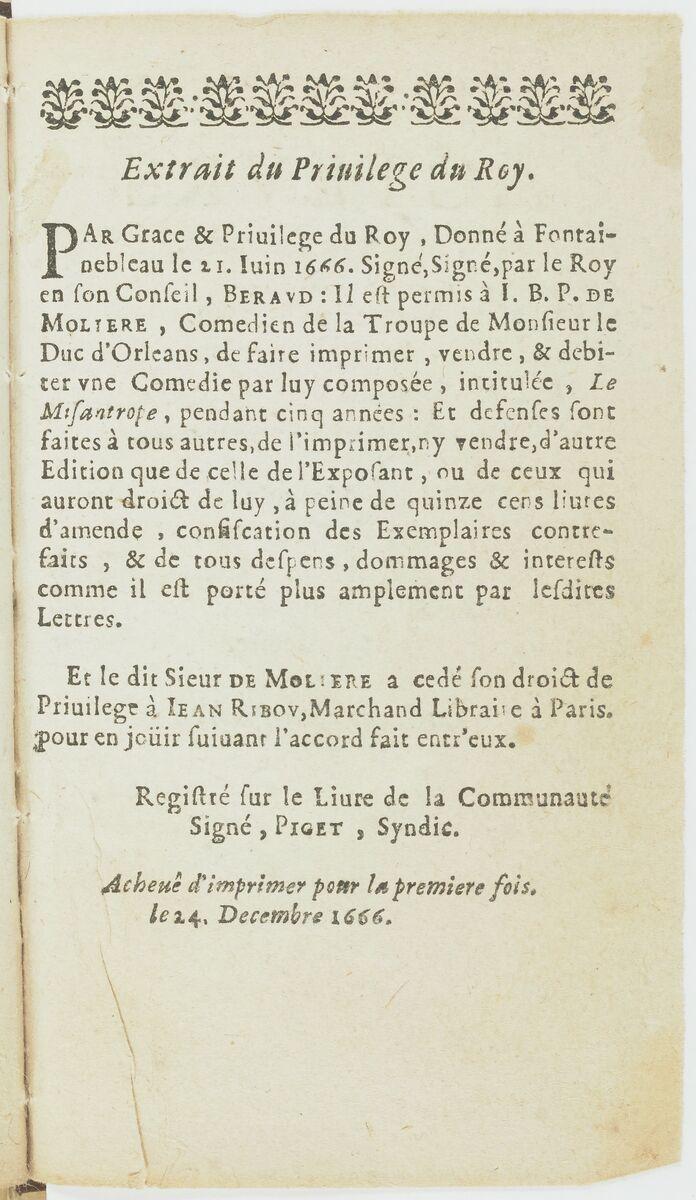 Extrait du Priuilege du Roy.
PAR Grace & Priuilege du Roy, Donné à Fontai-
nebleau le 21. Iuin 1666. Signé, Signé, par le Roy
en ſon Conſeil, BERAVD : Il eſt permis à I. B. P. DE
MOLIERE, Comedien de la Troupe de Monſieur le
Duc d'Orleans, de faire imprimer, vendre, & debi-
ter vne Comedie par luy composée, intitulée, Le
Miſantrope, pendant cinq années : Et defenſes ſont
faites à tous autres, de l'imprimer, ny vendre, d'autre
Edition que de celle de l'Expoſant, ou de ceux qui
auront droict de luy, à peine de quinze cens liures
d'amende, confiſcation des Exemplaires contre-
faits, & de tous deſpens, dommages & intereſts
comme il eſt porté plus amplement par leſdites
Lettres.
Et le dit Sieur DE MOLIERE a cedé ſon droict de
Priuilege à IEAN RIBOV, Marchand Libraire à Paris.
pour en joüir ſuiuant l'accord fait entr'eux.
Regiſtré ſur le Liure de la Communauté
Signé, PIGET, Syndic.
Acheué d'imprimer pour la premiere fois.
le 24. Decembre 1666.